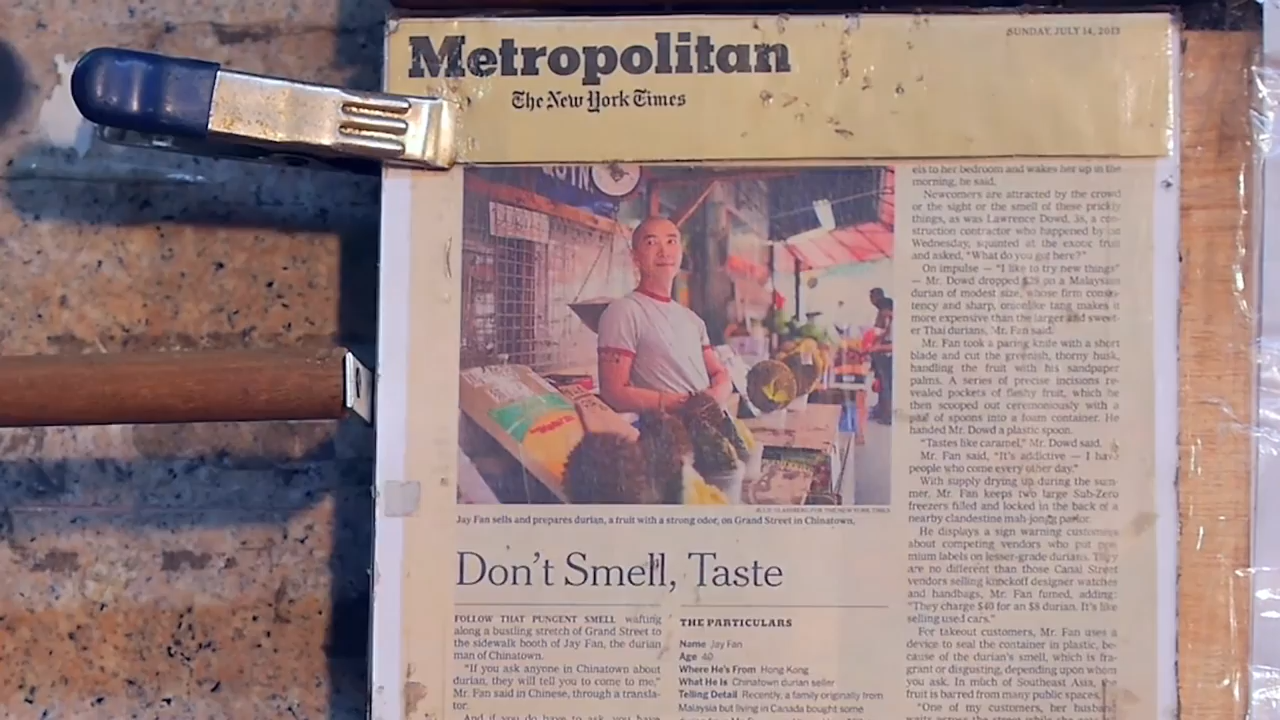 Metropolitan
The New York Times
SUNDAY, JULY 14, 2013
Jay Fan sells and prepares durian, a fruit with a strong odor, on Grand Street in Chinatown.
Don't Smell, Taste
FOLLOW THAT PUNGENT SMELL wafting
along a bustling stretch of Grand Street to
the sidewalk booth of Jay Fan, the durian
man of Chinatown.
"If you ask anyone in Chinatown about
durian, they will tell you to come to me,"
Mr. Fan said in Chinese, through a transla-
tor.
And if you do have to ask, you have
THE PARTICULARS
Name Jay Fan
Age 40
Where He's From Hong Kong
What He Is Chinatown durian seller
Telling Detail Recently, a family originally from
Malaysia but living in Canada bought some
els to her bedroom and wakes her up in the
morning, he said.
Newcomers are attracted by the crowd
or the sight or the smell of these prickly
things, as was Lawrence Dowd, 38, a con-
struction contractor who happened by on
Wednesday, squinted at the exotic fruit
and asked, "What do you got here?"
On impulse — "I like to try new things"
— Mr. Dowd dropped $28 on a Malaysian
durian of modest size, whose firm consis-
tency and sharp, onionlike tang makes it
more expensive than the larger and sweet-
er Thai durians, Mr. Fan said.
Mr. Fan took a paring knife with a short
blade and cut the greenish, thorny husk,
handling the fruit with his sandpaper
palms. A series of precise incisions re-
vealed pockets of fleshy fruit, which he
then scooped out ceremoniously with a
pair of spoons into a foam container. He
handed Mr. Dowd a plastic spoon.
"Tastes like caramel," Mr. Dowd said.
Mr. Fan said, "It's addictive — I have
people who come every other day."
With supply drying up during the sum-
mer, Mr. Fan keeps two large Sub-Zero
freezers filled and locked in the back of a
nearby clandestine mah-jongg parlor.
He displays a sign warning customers
about competing vendors who put pre-
mium labels on lesser-grade durians. They
are no different than those Canal Street
vendors selling knockoff designer watches
and handbags, Mr. Fan fumed, adding:
"They charge $40 for an $8 durian. It's like
selling used cars."
For takeout customers, Mr. Fan uses a
device to seal the container in plastic, be-
cause of the durian's smell, which is fra-
grant or disgusting, depending upon whom
you ask. In much of Southeast Asia, the
fruit is barred from many public spaces.
"One of my customers, her husband
waits across the street while she